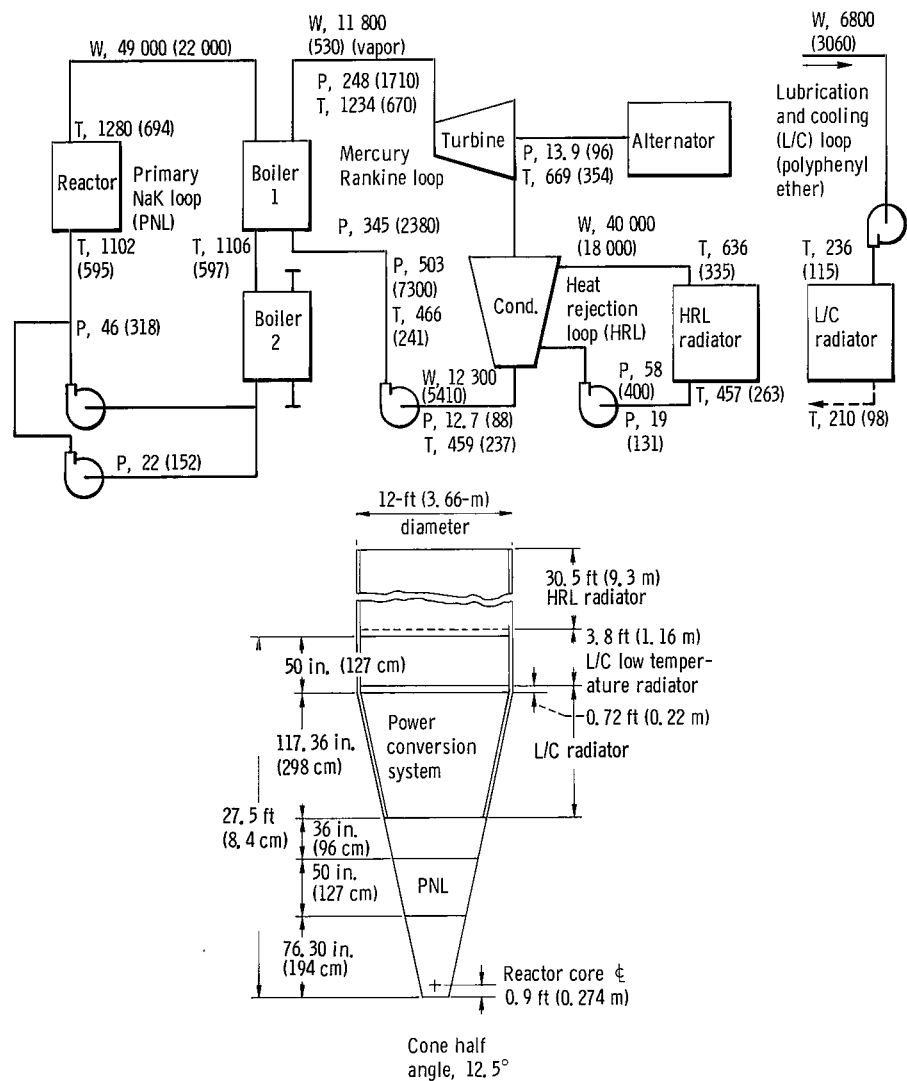 W, 49 000 (22 000)
W, 11 800
(530) (vapor)
W, 6800
(3060)
P, 248 (1710)
T, 1234 (670)
T, 1280 (694)
Reactor
Primary
NaK loop
(PNL)
Boiler
1
Mercury
Rankine loop
Turbine
P, 13.9 (96)
T, 669 (354)
Alternator
Lubrication
and cooling
(L/C) loop
(polyphenyl
ether)
T, 1102
(595)
T, 1106
(597)
P, 345 (2380)
P, 503
(7300)
T, 466
(241)
W, 40 000
(18 000)
T, 636
(335)
T, 236
(115)
P, 46 (318)
Boiler
2
Cond.
Heat
rejection
loop (HRL)
HRL
radiator
L/C
radiator
W, 12 300
(5410)
P, 12.7 (88)
T, 459 (237)
P, 58
(400)
P, 19
(131)
T, 457 (263)
T, 210 (98)
P, 22 (152)
12-ft (3.66-m)
diameter
30.5 ft (9.3 m)
HRL radiator
3.8 ft (1.16 m)
L/C low temper-
ature radiator
0.72 ft (0.22 m)
L/C radiator
50 in. (127 cm)
Power
conversion
system
117.36 in.
(298 cm)
27.5 ft
(8.4 cm)
36 in.
(96 cm)
50 in.
(127 cm)
PNL
76.30 in.
(194 cm)
Reactor core ℄
0.9 ft (0.274 m)
Cone half
angle, 12.5°